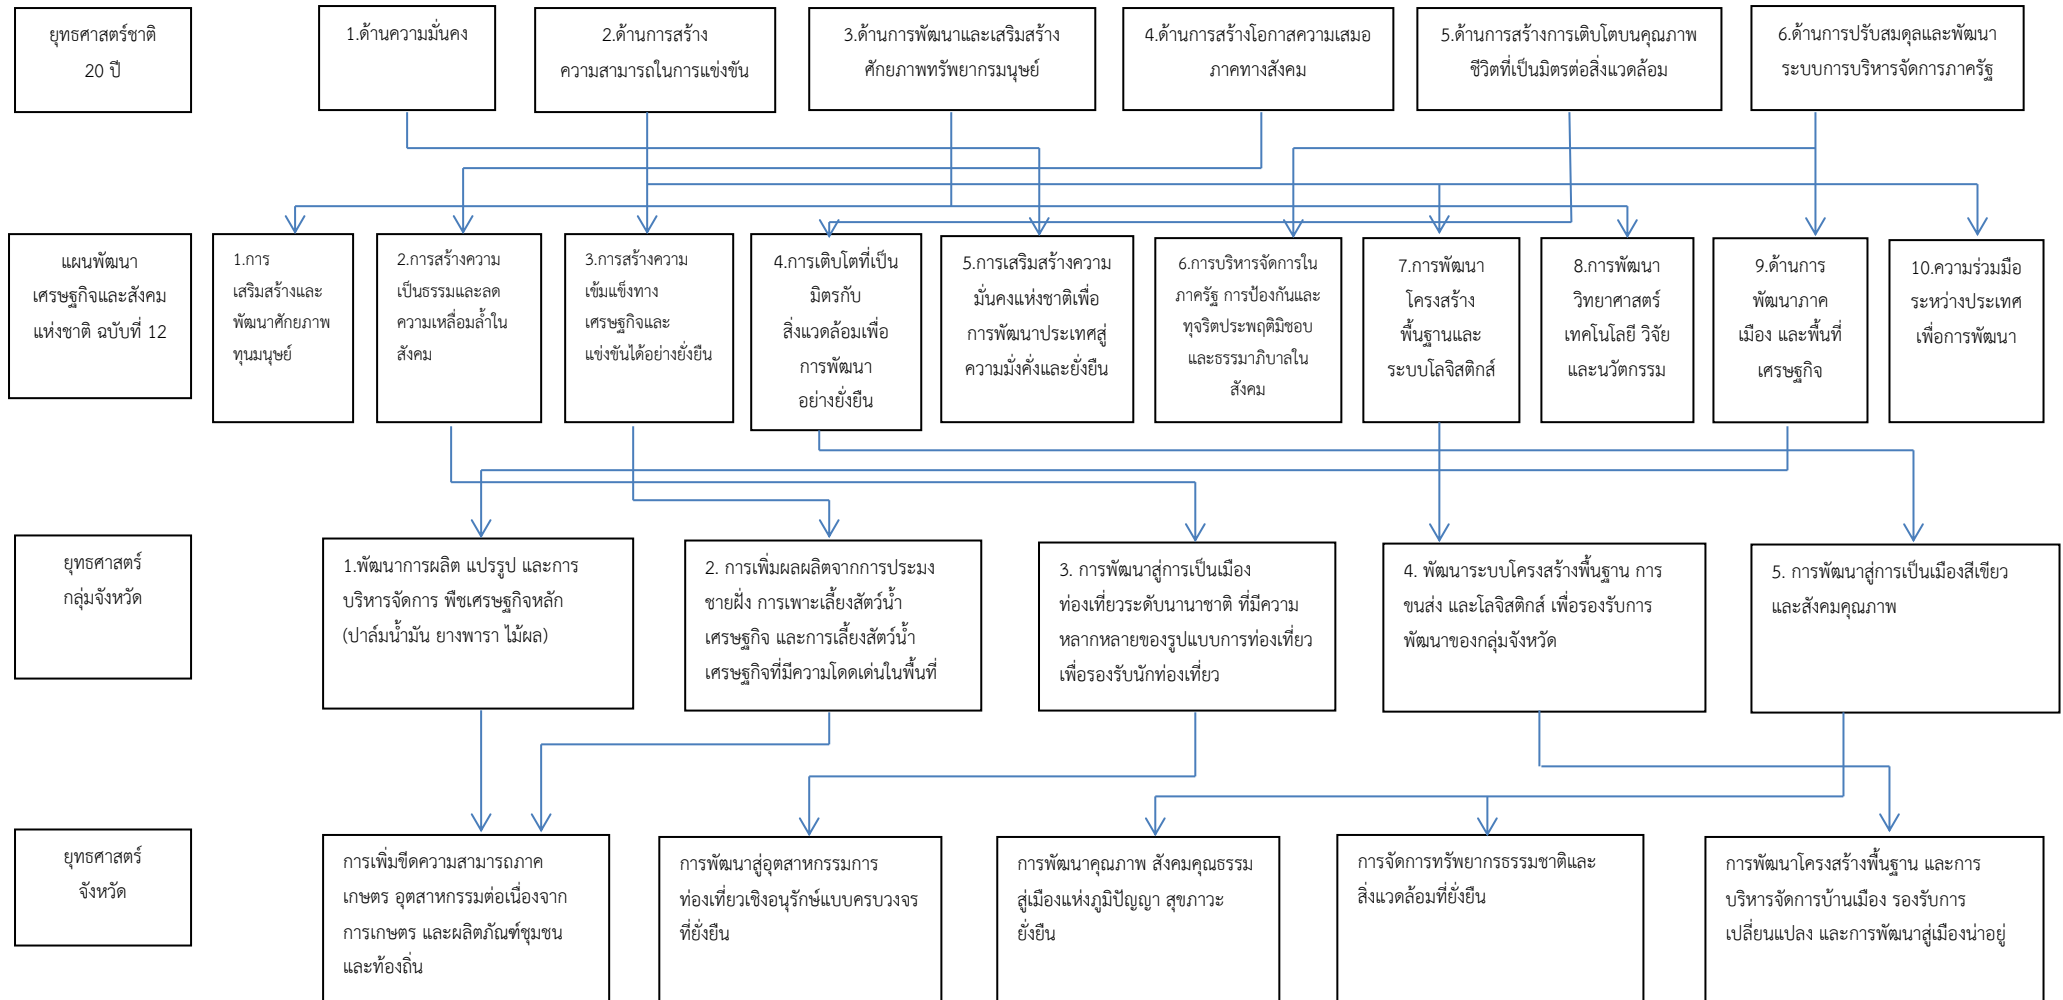 ยุทธศาสตร์ชาติ
20 ปี
1.ด้านความมั่นคง
2.ด้านการสร้าง
ความสามารถในการแข่งขัน
3.ด้านการพัฒนาและเสริมสร้าง
ศักยภาพทรัพยากรมนุษย์
4.ด้านการสร้างโอกาสความเสมอ
ภาคทางสังคม
5.ด้านการสร้างการเติบโตบนคุณภาพ
ชีวิตที่เป็นมิตรต่อสิ่งแวดล้อม
6.ด้านการปรับสมดุลและพัฒนา
ระบบการบริหารจัดการภาครัฐ
แผนพัฒนา
เศรษฐกิจและสังคม
แห่งชาติ ฉบับที่ 12
1.การ
เสริมสร้างและ
พัฒนาศักยภาพ
ทุนมนุษย์
2.การสร้างความ
เป็นธรรมและลด
ความเหลื่อมล้ำใน
สังคม
3.การสร้างความ
เข้มแข็งทาง
เศรษฐกิจและ
แข่งขันได้อย่างยั่งยืน
4.การเติบโตที่เป็น
มิตรกับ
สิ่งแวดล้อมเพื่อ
การพัฒนา
อย่างยั่งยืน
5.การเสริมสร้างความ
มั่นคงแห่งชาติเพื่อ
การพัฒนาประเทศสู่
ความมั่งคั่งและยั่งยืน
6.การบริหารจัดการใน
ภาครัฐ การป้องกันและ
ทุจริตประพฤติมิชอบ
และธรรมาภิบาลใน
สังคม
7.การพัฒนา
โครงสร้าง
พื้นฐานและ
ระบบโลจิสติกส์
8.การพัฒนา
วิทยาศาสตร์
เทคโนโลยี วิจัย
และนวัตกรรม
9.ด้านการ
พัฒนาภาค
เมือง และพื้นที่
เศรษฐกิจ
10.ความร่วมมือ
ระหว่างประเทศ
เพื่อการพัฒนา
ยุทธศาสตร์
กลุ่มจังหวัด
1.พัฒนาการผลิต แปรรูป และการ
บริหารจัดการ พืชเศรษฐกิจหลัก
(ปาล์มน้ำมัน ยางพารา ไม้ผล)
2. การเพิ่มผลผลิตจากการประมง
ชายฝั่ง การเพาะเลี้ยงสัตว์น้ำ
เศรษฐกิจ และการเลี้ยงสัตว์น้ำ
เศรษฐกิจที่มีความโดดเด่นในพื้นที่
3. การพัฒนาสู่การเป็นเมือง
ท่องเที่ยวระดับนานาชาติ ที่มีความ
หลากหลายของรูปแบบการท่องเที่ยว
เพื่อรองรับนักท่องเที่ยว
4. พัฒนาระบบโครงสร้างพื้นฐาน การ
ขนส่ง และโลจิสติกส์ เพื่อรองรับการ
พัฒนาของกลุ่มจังหวัด
5. การพัฒนาสู่การเป็นเมืองสีเขียว
และสังคมคุณภาพ
ยุทธศาสตร์
จังหวัด
การเพิ่มขีดความสามารถภาค
เกษตร อุตสาหกรรมต่อเนื่องจาก
การเกษตร และผลิตภัณฑ์ชุมชน
และท้องถิ่น
การพัฒนาสู่อุตสาหกรรมการ
ท่องเที่ยวเชิงอนุรักษ์แบบครบวงจร
ที่ยั่งยืน
การพัฒนาคุณภาพ สังคมคุณธรรม
สู่เมืองแห่งภูมิปัญญา สุขภาวะ
ยั่งยืน
การจัดการทรัพยากรธรรมชาติและ
สิ่งแวดล้อมที่ยั่งยืน
การพัฒนาโครงสร้างพื้นฐาน และการ
บริหารจัดการบ้านเมือง รองรับการ
เปลี่ยนแปลง และการพัฒนาสู่เมืองน่าอยู่